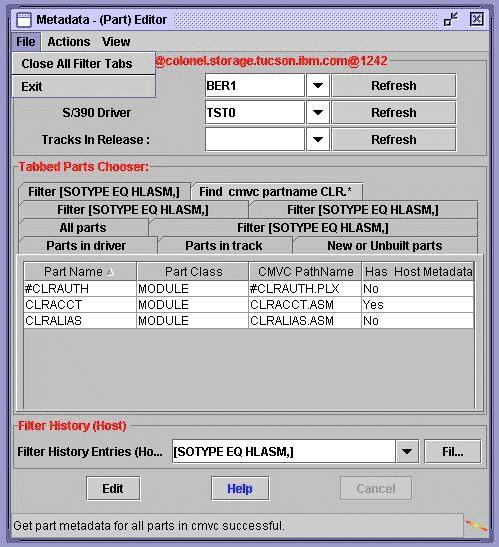 Metadata - (Part) Editor
File Actions View
Close All Filter Tabs
@colonel.storage.tucson.ibm.com@1242
Exit
BER1 Refresh
S/390 Driver TST0 Refresh
Tracks In Release : Refresh
Tabbed Parts Chooser:
Filter [SOTYPE EQ HLASM,] Find cmvc partname CLR.*
Filter [SOTYPE EQ HLASM,] Filter [SOTYPE EQ HLASM,]
All parts Filter [SOTYPE EQ HLASM,]
Parts in driver Parts in track New or Unbuilt parts
Part Name Part Class CMVC PathName Has Host Metadata
#CLRAUTH MODULE #CLRAUTH.PLX No
CLRACCT MODULE CLRACCT.ASM Yes
CLRALIAS MODULE CLRALIAS.ASM No
Filter History (Host)
Filter History Entries (Ho... [SOTYPE EQ HLASM,] Fil...
Edit Help Cancel
Get part metadata for all parts in cmvc successful.